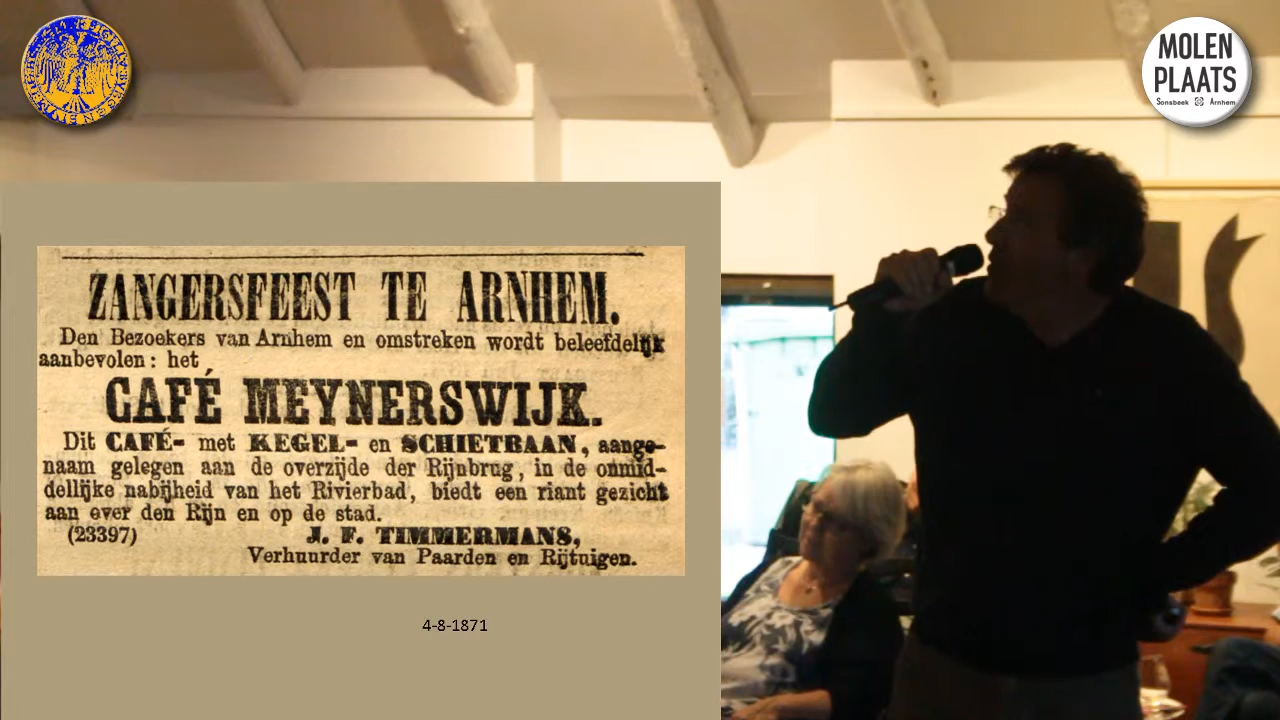 MOLEN
PLAATS
Sonsbeek Arnhem
ZANGERSFEEST TE ARNHEM.
Den Bezoekers van Arnhem en omstreken wordt beleefdelijk
aanbevolen: het
CAFÉ MEYNERSWIJK.
Dit CAFÉ- met KEGEL- en SCHIETBAAN, aange-
naam gelegen aan de overzijde der Rijnbrug, in de onmid-
dellijke nabijheid van het Rivierbad, biedt een riant gezicht
aan over den Rijn en op de stad.
(23397) J. F. TIMMERMANS,
Verhuurder van Paarden en Rijtuigen.
4-8-1871